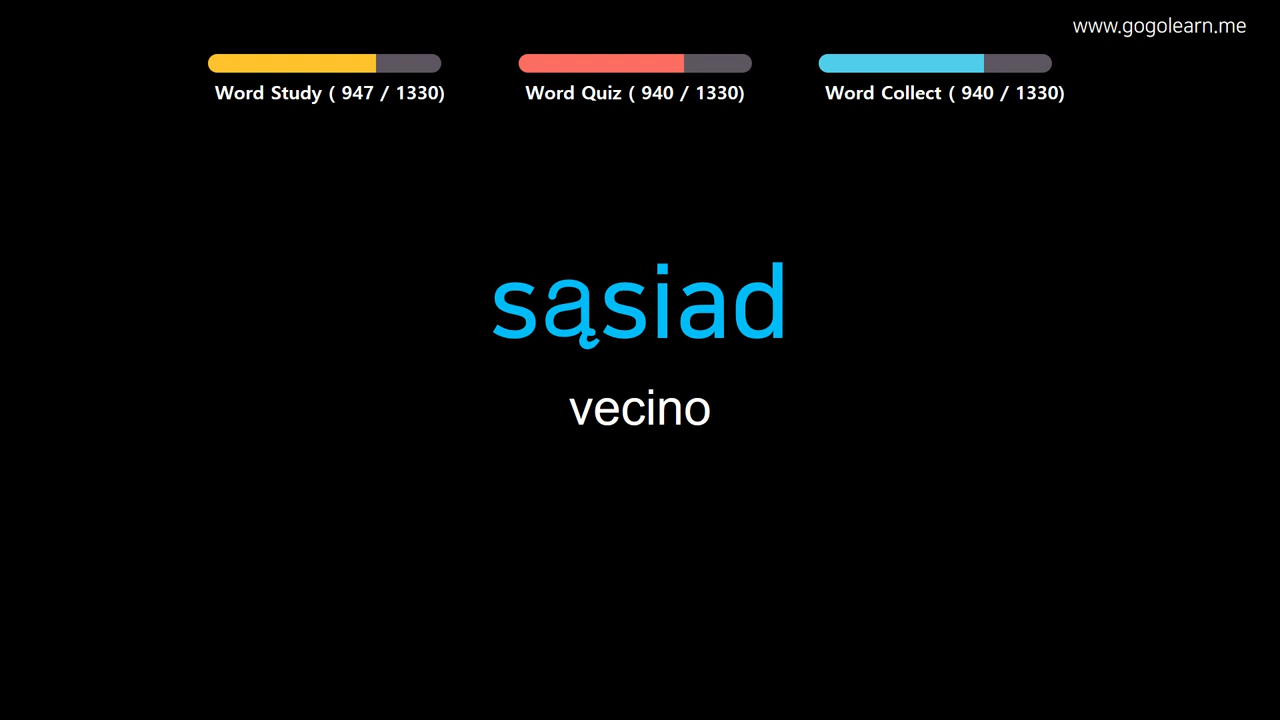 www.gogolearn.me
Word Study ( 947 / 1330)
Word Quiz ( 940 / 1330)
Word Collect ( 940 / 1330)
sąsiad
vecino